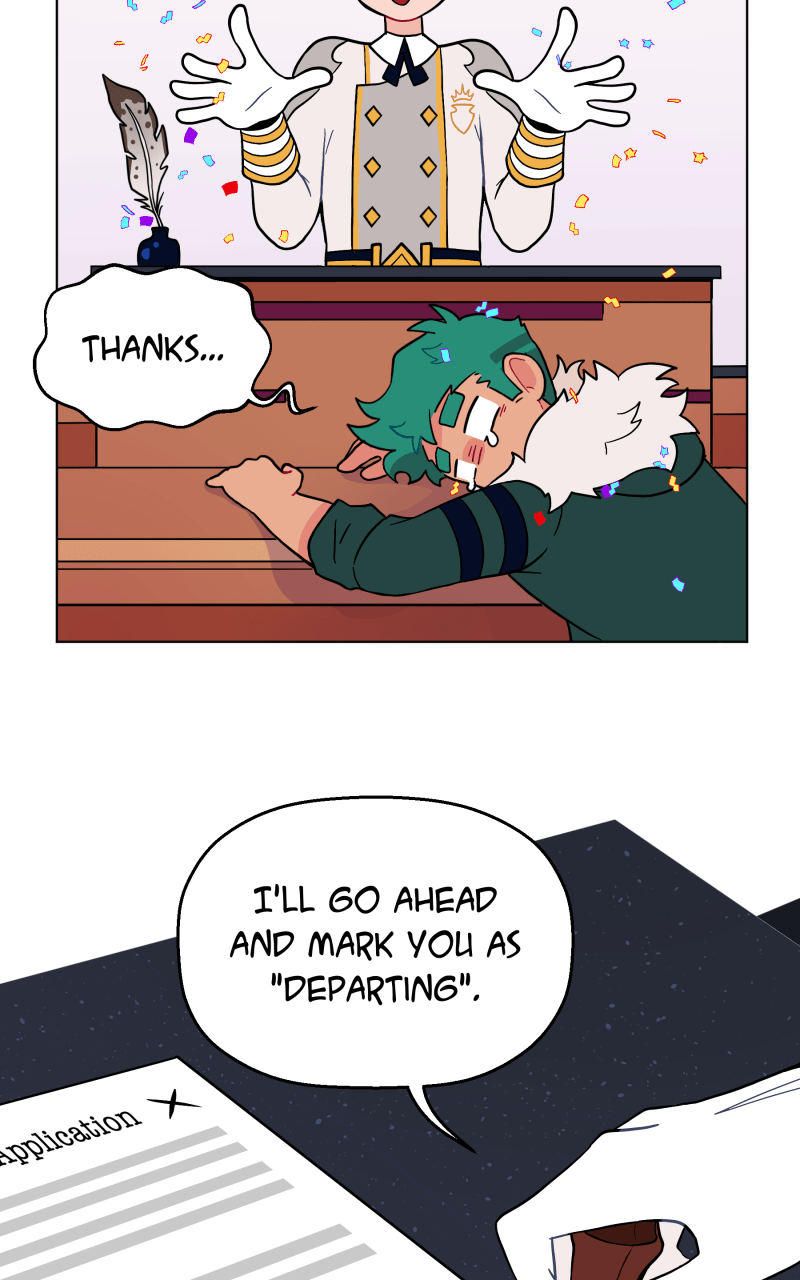 THANKS...
I'LL GO AHEAD
AND MARK YOU AS
"DEPARTING".
Application